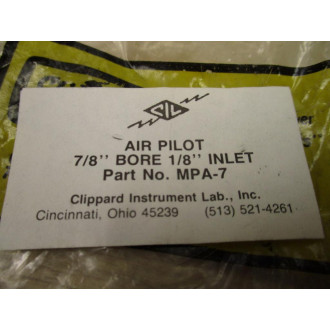 CIL
AIR PILOT
7/8'' BORE 1/8'' INLET
Part No. MPA-7
Clippard Instrument Lab., Inc.
Cincinnati, Ohio 45239 (513) 521-4261